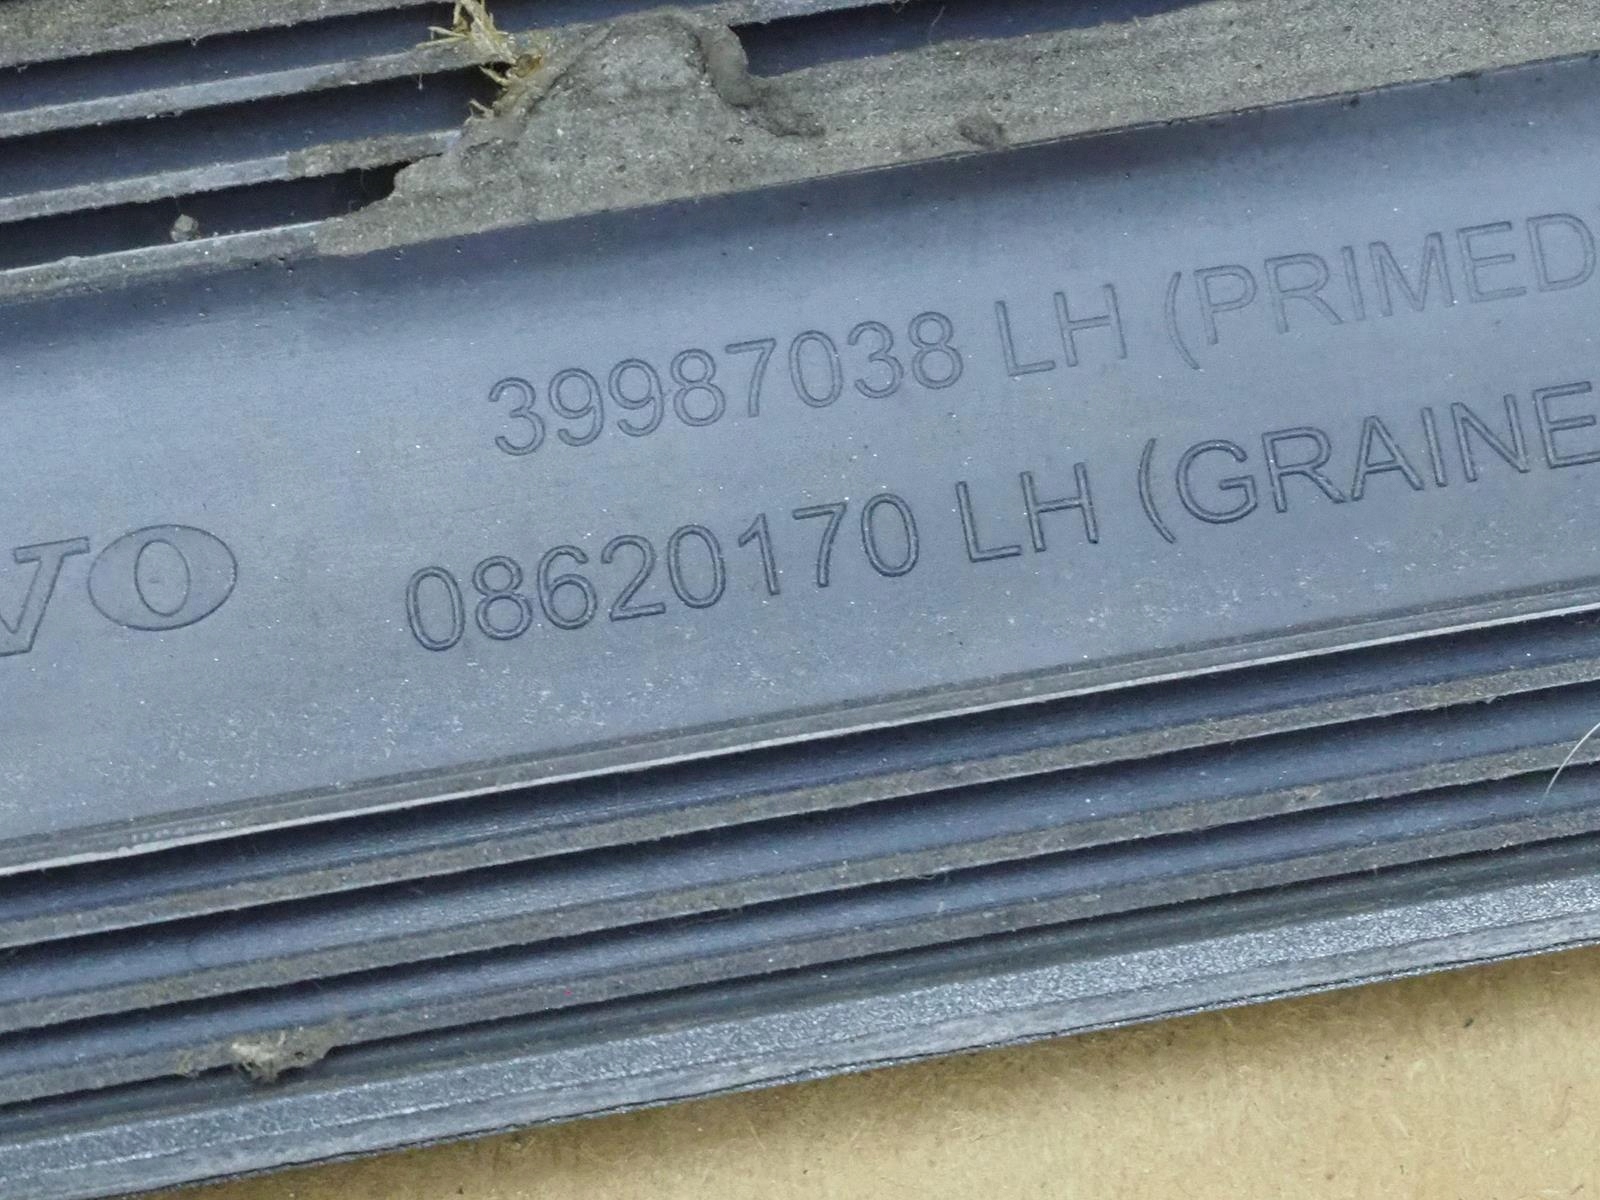 39987038 LH (PRIMED
08620170 LH (GRAINE
VO